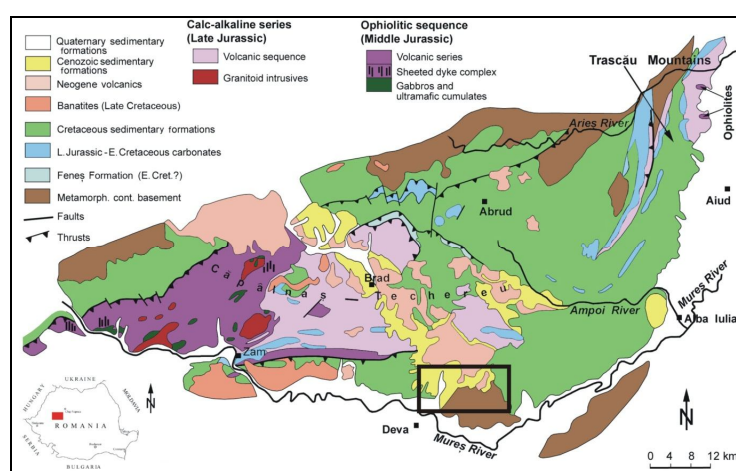 Calc-alkaline series
(Late Jurassic)
Volcanic sequence
Granitoid intrusives
Ophiolitic sequence
(Middle Jurassic)
Volcanic series
Sheeted dyke complex
Gabbros and
ultramafic cumulates
Quaternary sedimentary
formations
Cenozoic sedimentary
formations
Neogene volcanics
Banatites (Late Cretaceous)
Cretaceous sedimentary formations
L.Jurassic-E.Cretaceous carbonates
Feneș Formation (E.Cret.?)
Metamorph. cont. basement
Faults
Thrusts
Trascău Mountains
Ophiolites
Aries River
Abrud
Aiud
Căpâlnaș - Techereu
Brad
Mureș River
Ampoi River
Alba Iulia
Zam
Deva
Mureș River
N
N
0 4 8 12 km
UKRAINE
HUNGARY
MOLDAVIA
ROMANIA
SERBIA
BULGARIA